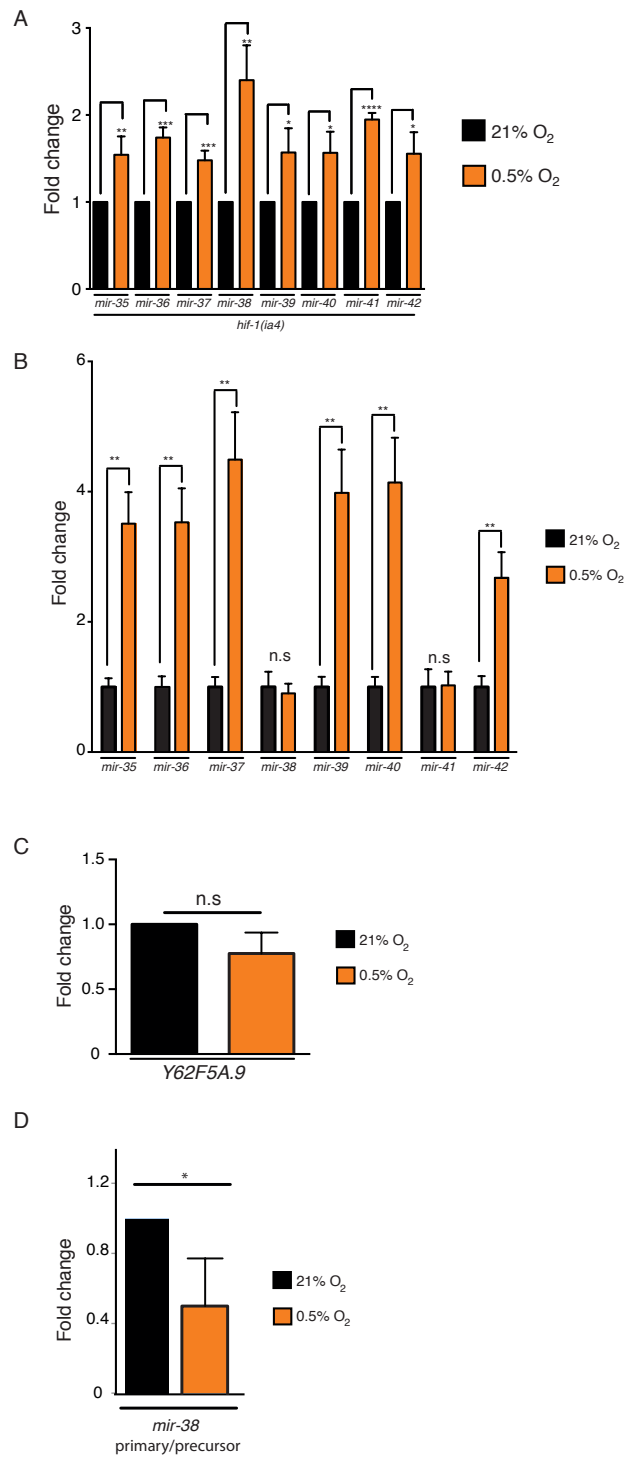 A
3
2
1
0
Fold change
**
***
***
**
*
*
****
*
21% O2
0.5% O2
mir-35 mir-36 mir-37 mir-38 mir-39 mir-40 mir-41 mir-42
hif-1(ia4)
B
6
4
2
0
Fold change
**
**
**
n.s
**
**
n.s
**
21% O2
0.5% O2
mir-35 mir-36 mir-37 mir-38 mir-39 mir-40 mir-41 mir-42
C
1.5
1.0
0.5
0
Fold change
n.s
21% O2
0.5% O2
Y62F5A.9
D
1.2
0.8
0.4
0
Fold change
*
21% O2
0.5% O2
mir-38
primary/precursor